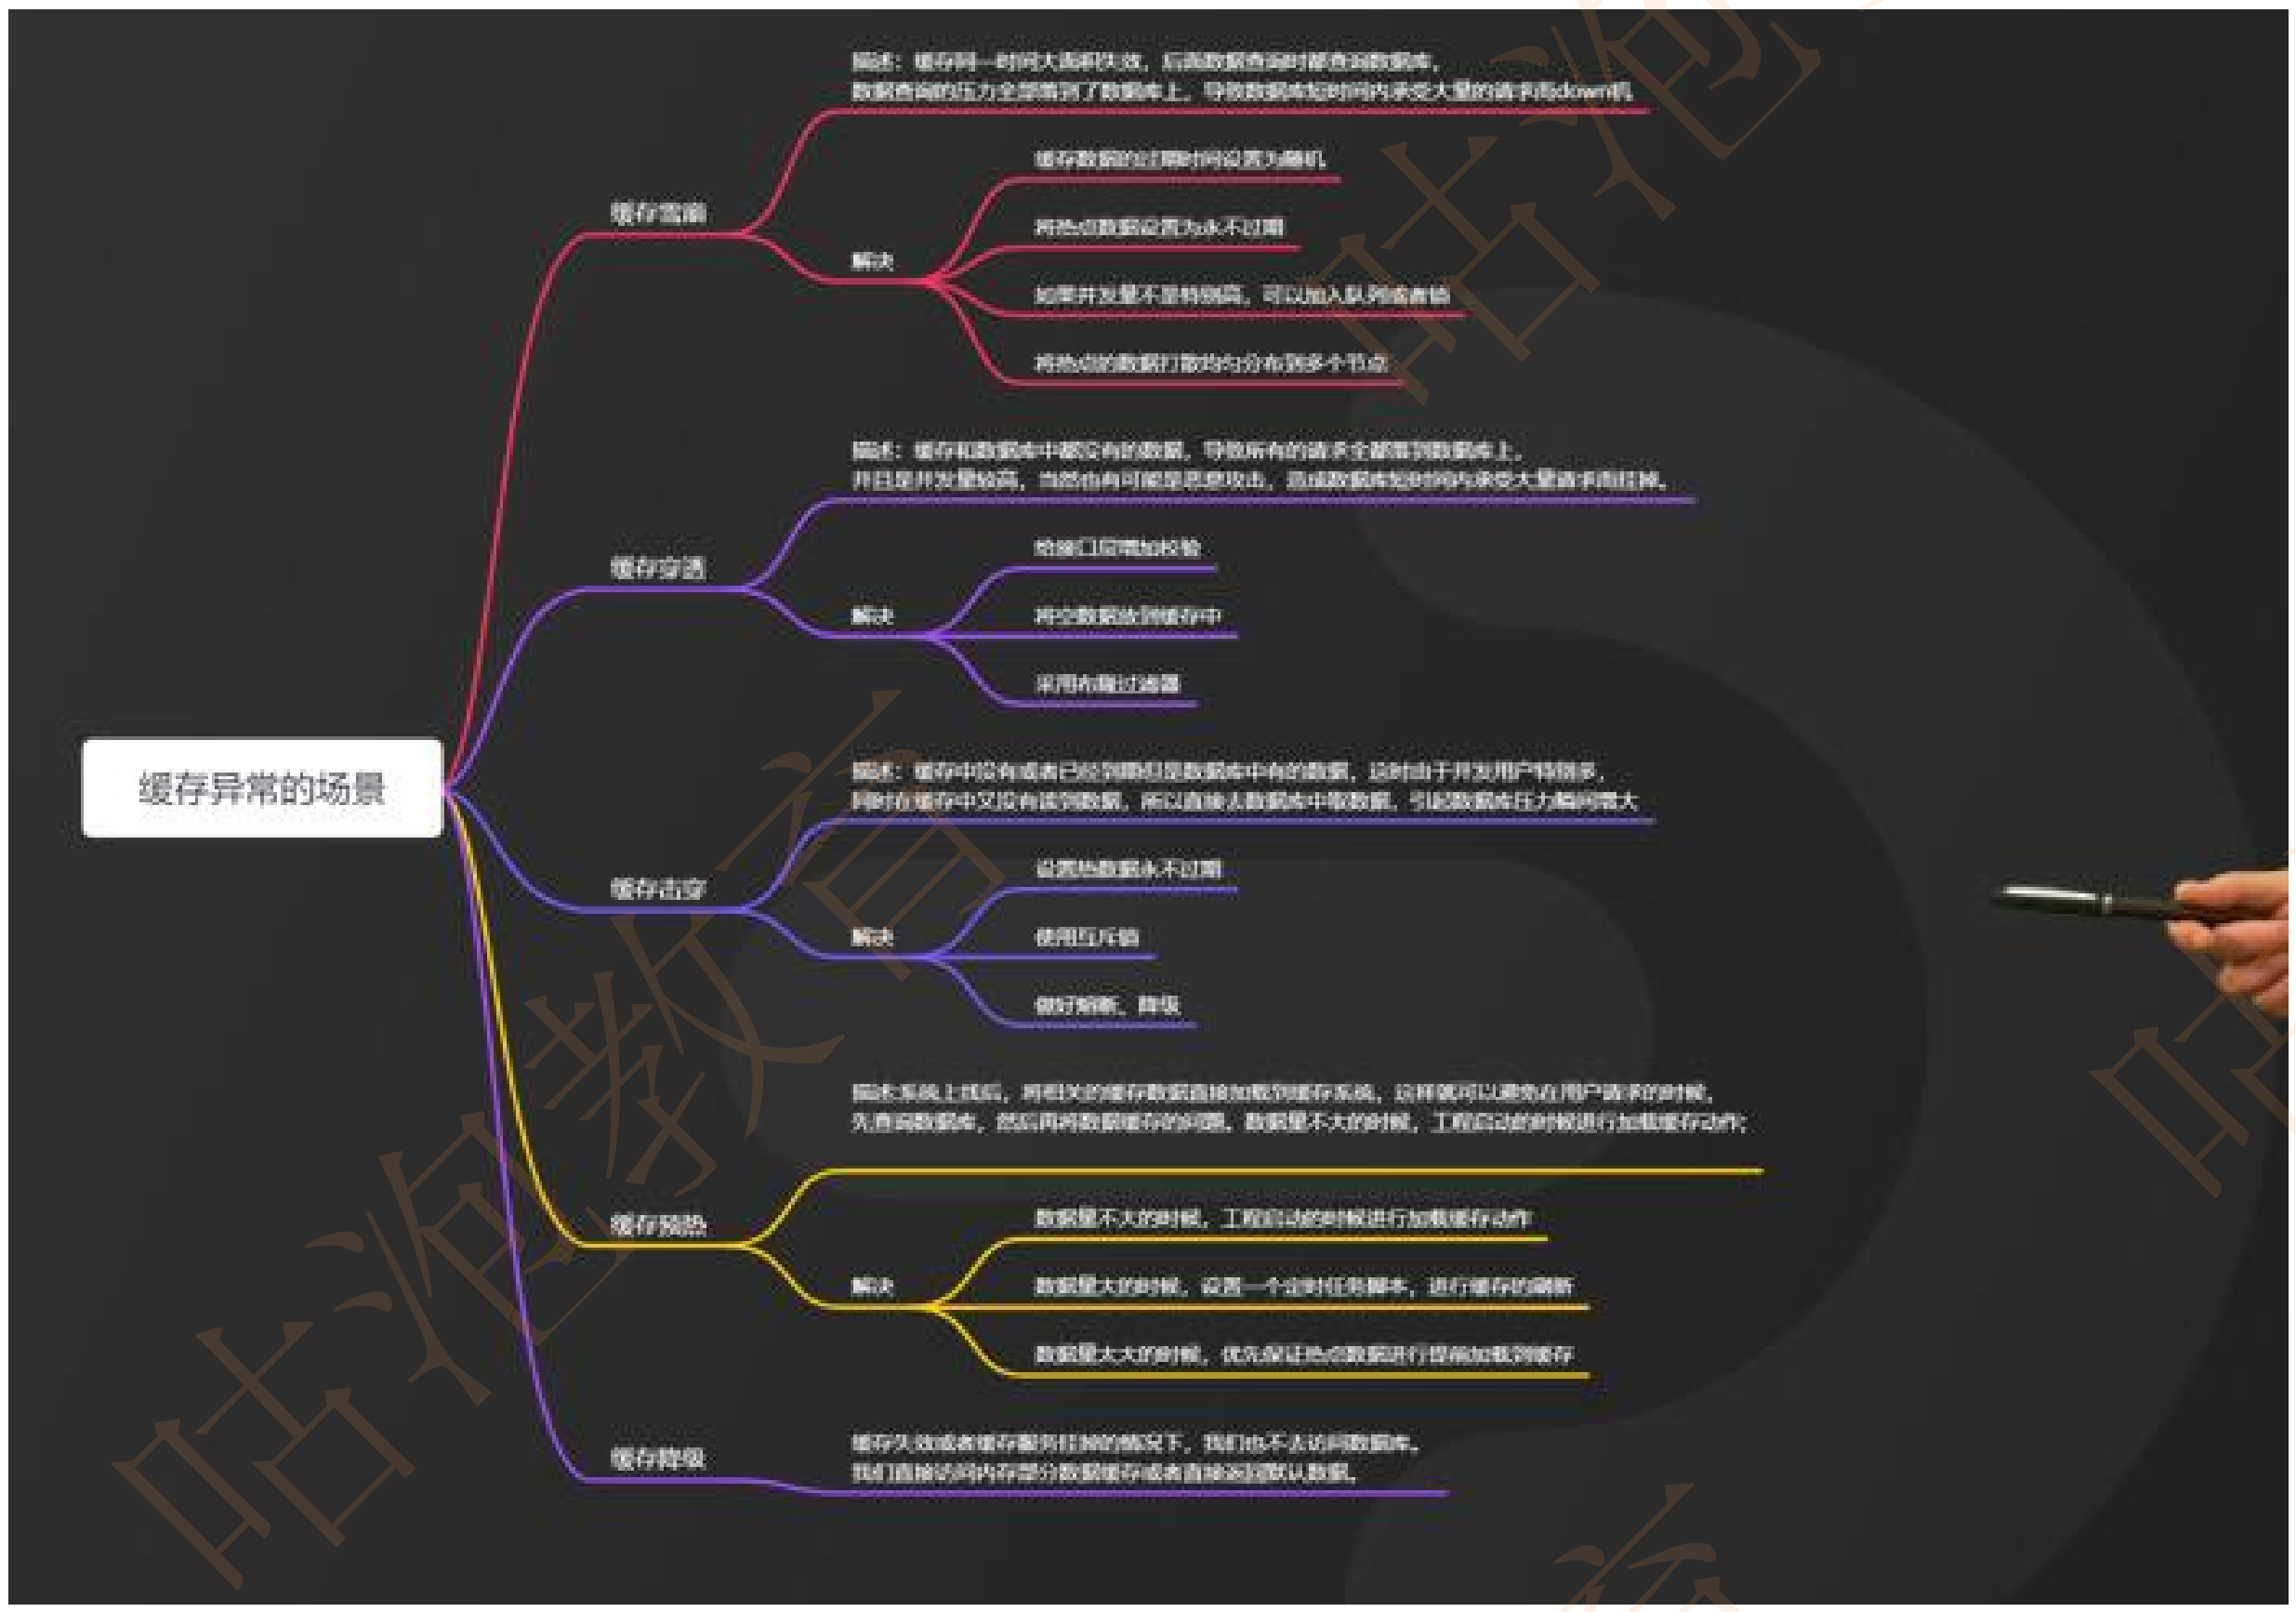 描述：缓存同一时间大面积失效，后面数据查询时都查询数据库，
数据查询的压力全部落到了数据库上，导致数据库短时间内承受大量的请求而down机
缓存数据的过期时间设置为随机
缓存雪崩
将热点数据设置为永不过期
解决
如果并发量不是特别高，可以加入队列或者锁
将热点的数据打散均匀分布到多个节点
描述：缓存和数据库中都没有的数据，导致所有的请求全都落到数据库上，
并且是并发量较高，当然也有可能是恶意攻击，造成数据库短时间内承受大量请求而挂掉。
给接口层增加校验
缓存穿透
解决
将空数据放到缓存中
采用布隆过滤器
缓存异常的场景
描述：缓存中没有或者已经到期但是数据库中有的数据，这时由于并发用户特别多，
同时在缓存中又没有读到数据，所以直接去数据库中取数据，引起数据库压力瞬间增大
设置热数据永不过期
缓存击穿
解决
使用互斥锁
做好熔断、降级
描述:系统上线后，将相关的缓存数据直接加载到缓存系统，这样就可以避免在用户请求的时候，
先查询数据库，然后再将数据缓存的问题。数据量不大的时候，工程启动的时候进行加载缓存动作；
缓存预热
数据量不大的时候，工程启动的时候进行加载缓存动作
解决
数据量大的时候，设置一个定时任务脚本，进行缓存的刷新
数据量太大的时候，优先保证热点数据进行提前加载到缓存
缓存降级
缓存失效或者缓存服务挂掉的情况下，我们也不去访问数据库。
我们直接访问内存部分数据缓存或者直接返回默认数据。
咕泡教育
咕泡
咕
育